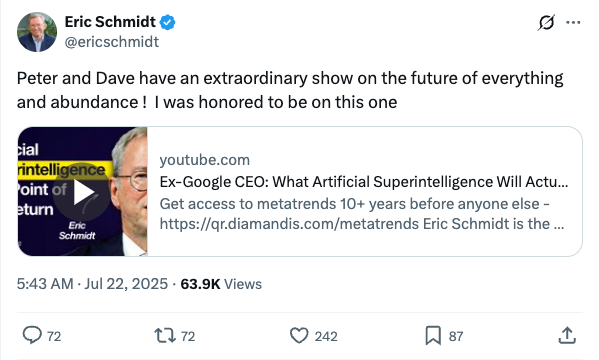 Eric Schmidt
@ericschmidt
Peter and Dave have an extraordinary show on the future of everything
and abundance ! I was honored to be on this one
cial
rintelligence
Point of
eturn
Eric
Schmidt
youtube.com
Ex-Google CEO: What Artificial Superintelligence Will Actu...
Get access to metatrends 10+ years before anyone else -
https://qr.diamandis.com/metatrends Eric Schmidt is the ...
5:43 AM · Jul 22, 2025 · 63.9K Views
72 72 242 87